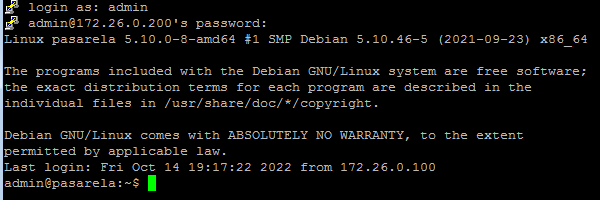 login as: admin
admin@172.26.0.200's password:
Linux pasarela 5.10.0-8-amd64 #1 SMP Debian 5.10.46-5 (2021-09-23) x86_64
The programs included with the Debian GNU/Linux system are free software;
the exact distribution terms for each program are described in the
individual files in /usr/share/doc/*/copyright.
Debian GNU/Linux comes with ABSOLUTELY NO WARRANTY, to the extent
permitted by applicable law.
Last login: Fri Oct 14 19:17:22 2022 from 172.26.0.100
admin@pasarela:~$